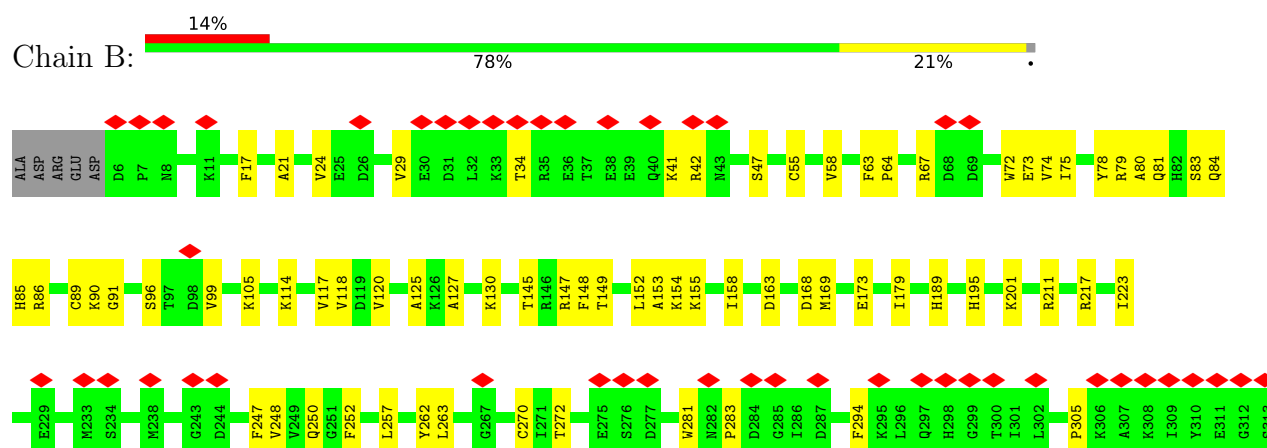 14%
Chain B:
78% 21% •
ALA ASP ARG GLU ASP D6 P7 N8 K11 F17 A21 V24 E25 D26 V29 E30 D31 L32 K33 T34 R35 E36 T37 E38 E39 Q40 K41 R42 N43 S47 C55 V58 F63 P64 R67 D68 D69 W72 E73 V74 I75 Y78 R79 A80 Q81 H82 S83 Q84
H85 R86 C89 K90 G91 S96 T97 D98 V99 K105 K114 V117 V118 D119 V120 A125 K126 A127 K130 T145 R146 R147 F148 T149 L152 A153 K154 K155 I158 D163 D168 M169 E173 I179 H189 H195 K201 R211 R217 I223
E229 M233 S234 M238 G243 D244 F247 V248 V249 Q250 G251 F252 L257 Y262 L263 G267 C270 I271 T272 E275 S276 D277 W281 N282 P283 D284 G285 I286 D287 F294 K295 L296 Q297 H298 G299 T300 I301 L302 P305 K306 A307 K308 I309 Y310 E311 G312